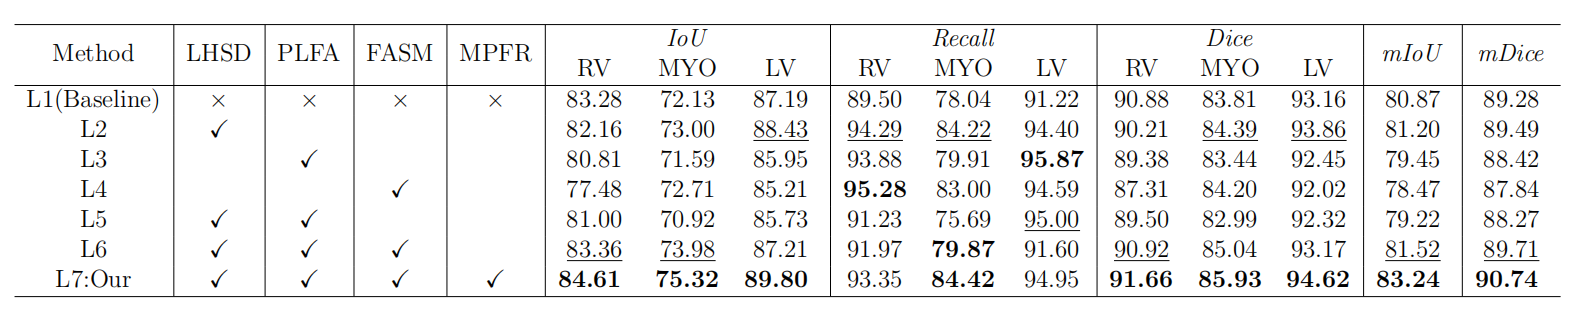 Method LHSD PLFA FASM MPFR IoU Recall Dice mIoU mDice
RV MYO LV RV MYO LV RV MYO LV
L1(Baseline) × × × × 83.28 72.13 87.19 89.50 78.04 91.22 90.88 83.81 93.16 80.87 89.28
L2 ✓ 82.16 73.00 88.43 94.29 84.22 94.40 90.21 84.39 93.86 81.20 89.49
L3 ✓ 80.81 71.59 85.95 93.88 79.91 95.87 89.38 83.44 92.45 79.45 88.42
L4 ✓ 77.48 72.71 85.21 95.28 83.00 94.59 87.31 84.20 92.02 78.47 87.84
L5 ✓ ✓ 81.00 70.92 85.73 91.23 75.69 95.00 89.50 82.99 92.32 79.22 88.27
L6 ✓ ✓ ✓ 83.36 73.98 87.21 91.97 79.87 91.60 90.92 85.04 93.17 81.52 89.71
L7:Our ✓ ✓ ✓ ✓ 84.61 75.32 89.80 93.35 84.42 94.95 91.66 85.93 94.62 83.24 90.74